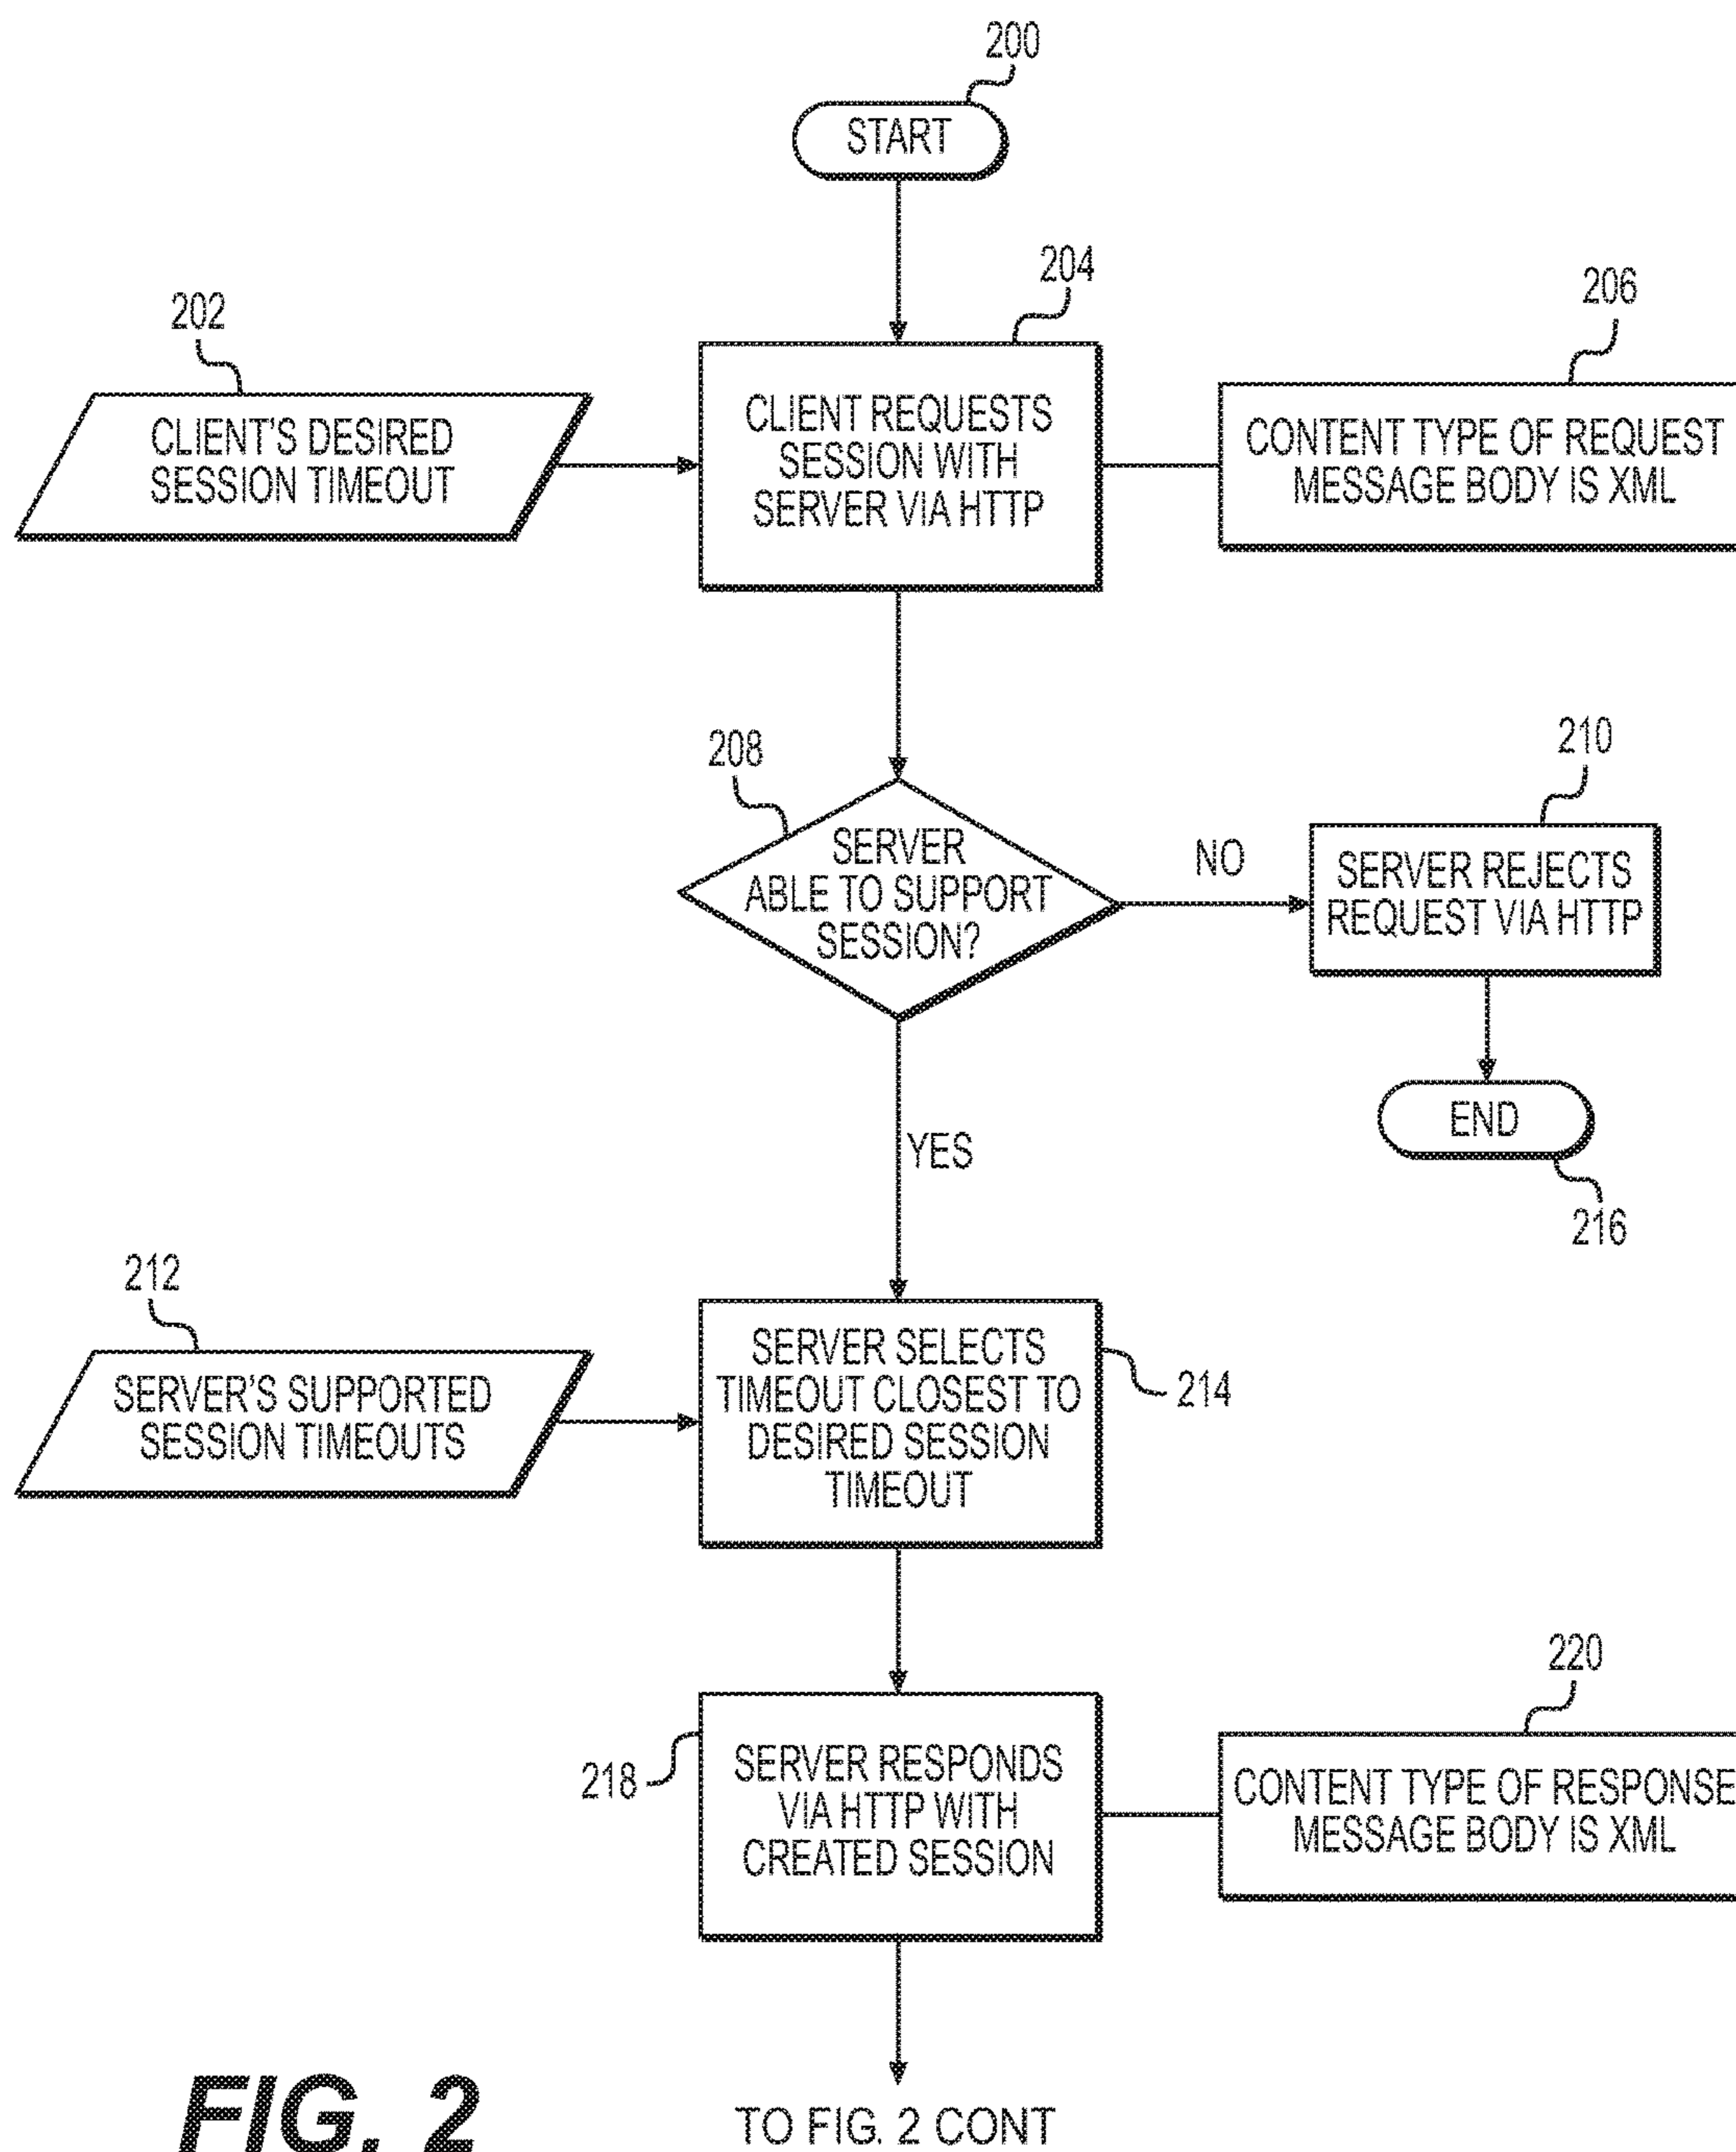 200
START
204
206
202
CLIENT'S DESIRED
SESSION TIMEOUT
CLIENT REQUESTS
SESSION WITH
SERVER VIA HTTP
CONTENT TYPE OF REQUEST
MESSAGE BODY IS XML
208
SERVER
ABLE TO SUPPORT
SESSION?
NO
210
SERVER REJECTS
REQUEST VIA HTTP
END
216
YES
212
SERVER'S SUPPORTED
SESSION TIMEOUTS
SERVER SELECTS
TIMEOUT CLOSEST TO
DESIRED SESSION
TIMEOUT
214
218
SERVER RESPONDS
VIA HTTP WITH
CREATED SESSION
220
CONTENT TYPE OF RESPONSE
MESSAGE BODY IS XML
FIG. 2
TO FIG. 2 CONT